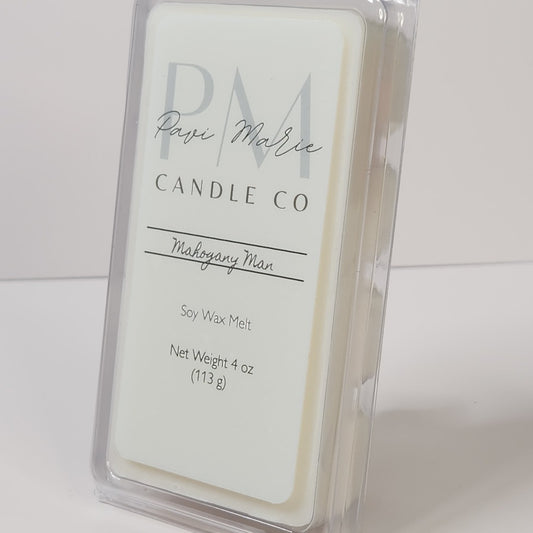 PM
Pavi Marie
CANDLE CO
Mahogany Man
Soy Wax Melt
Net Weight 4 oz
(113 g)